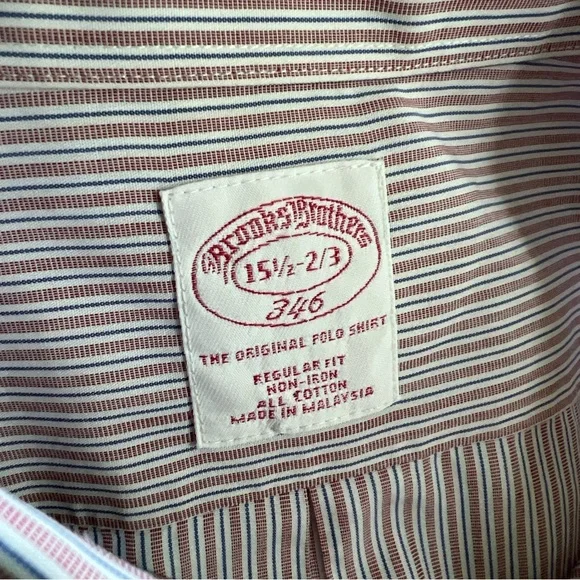 Brooks Brothers
15½-2/3
346
THE ORIGINAL POLO SHIRT
REGULAR FIT
NON-IRON
ALL COTTON
MADE IN MALAYSIA